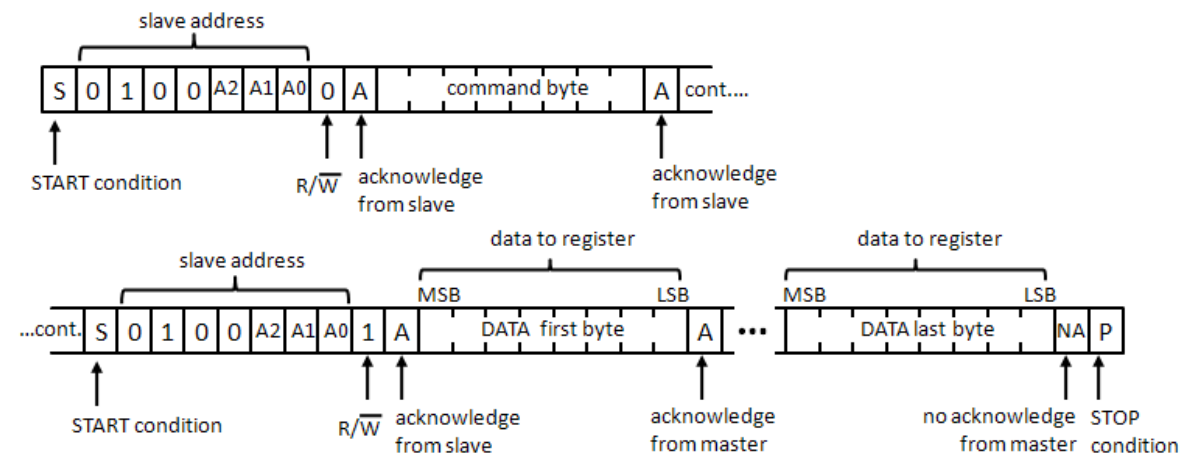 slave address
S 0 1 0 0 A2 A1 A0 0 A command byte A cont....
START condition
R/W̅
acknowledge
from slave
acknowledge
from slave
slave address
data to register
data to register
MSB LSB MSB LSB
...cont. S 0 1 0 0 A2 A1 A0 1 A DATA first byte A ••• DATA last byte NA P
START condition
R/W̅
acknowledge
from slave
acknowledge
from master
no acknowledge
from master
STOP
condition